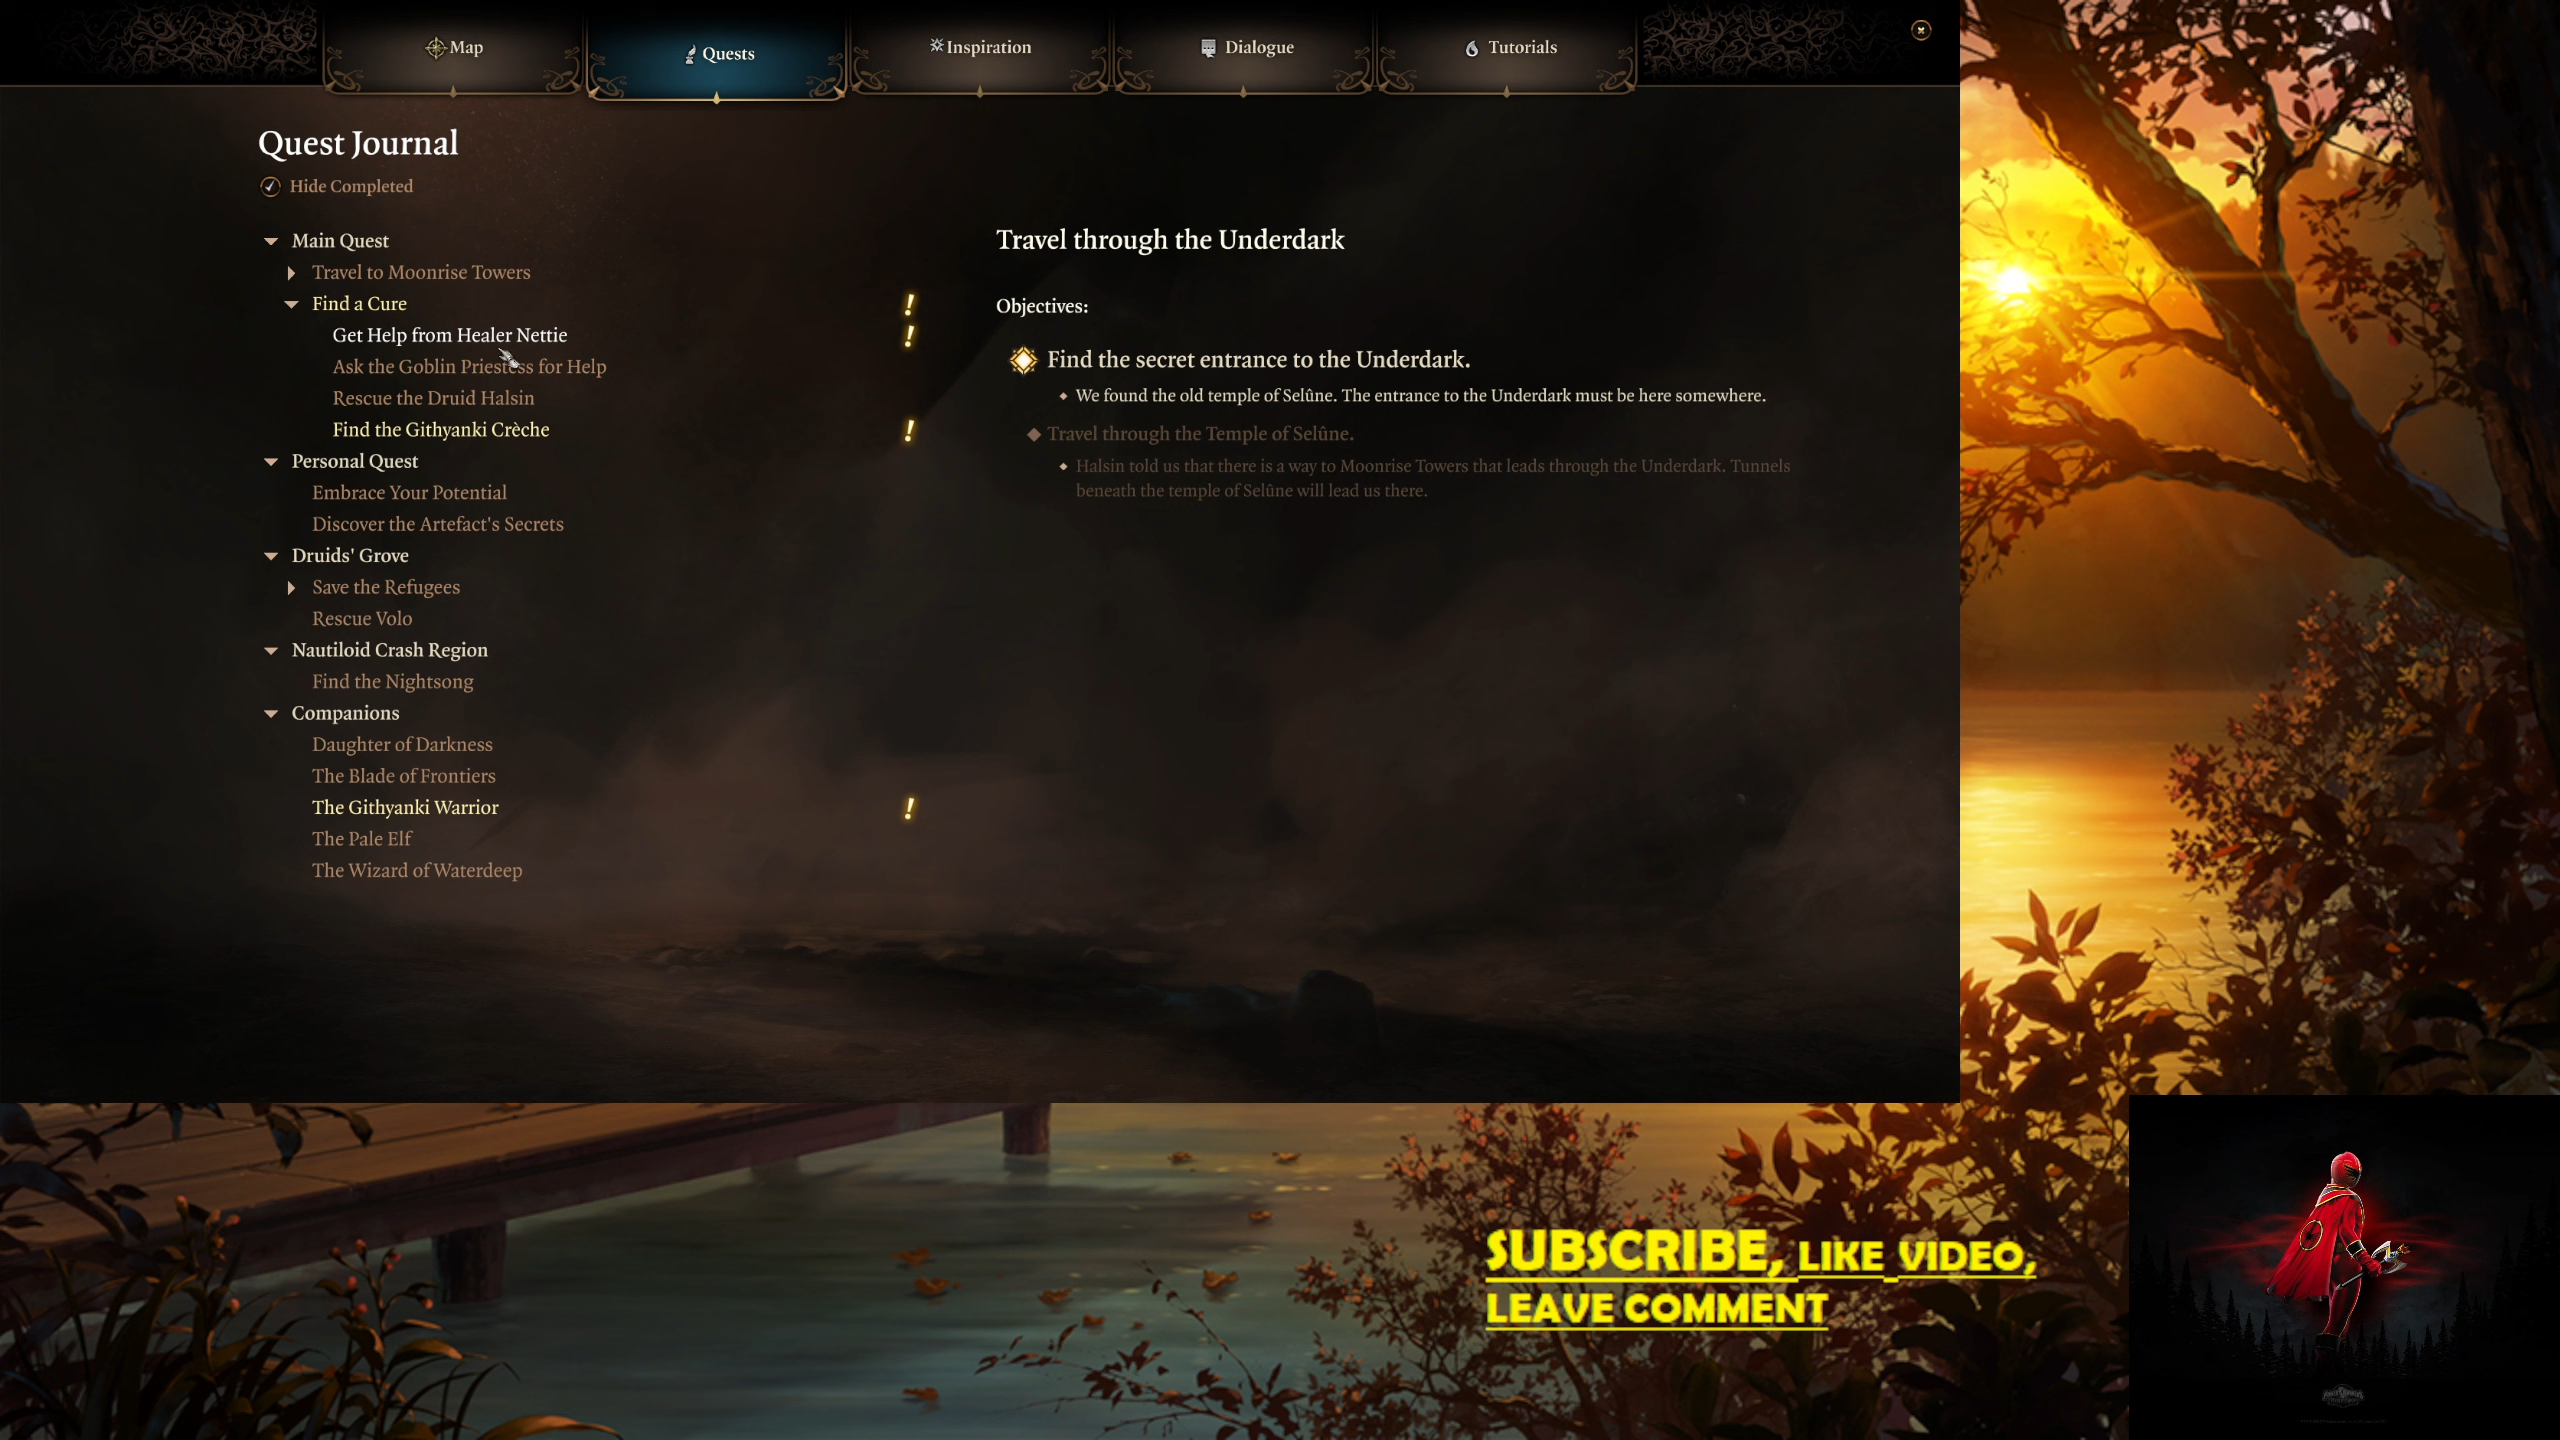 Map
Quests
Inspiration
Dialogue
Tutorials
Quest Journal
Hide Completed
Main Quest
Travel to Moonrise Towers
Find a Cure
Get Help from Healer Nettie
Ask the Goblin Priestess for Help
Rescue the Druid Halsin
Find the Githyanki Crèche
Personal Quest
Embrace Your Potential
Discover the Artefact's Secrets
Druids' Grove
Save the Refugees
Rescue Volo
Nautiloid Crash Region
Find the Nightsong
Companions
Daughter of Darkness
The Blade of Frontiers
The Githyanki Warrior
The Pale Elf
The Wizard of Waterdeep
Travel through the Underdark
Objectives:
Find the secret entrance to the Underdark.
We found the old temple of Selûne. The entrance to the Underdark must be here somewhere.
Travel through the Temple of Selûne.
Halsin told us that there is a way to Moonrise Towers that leads through the Underdark. Tunnels
beneath the temple of Selûne will lead us there.
SUBSCRIBE, LIKE VIDEO,
LEAVE COMMENT